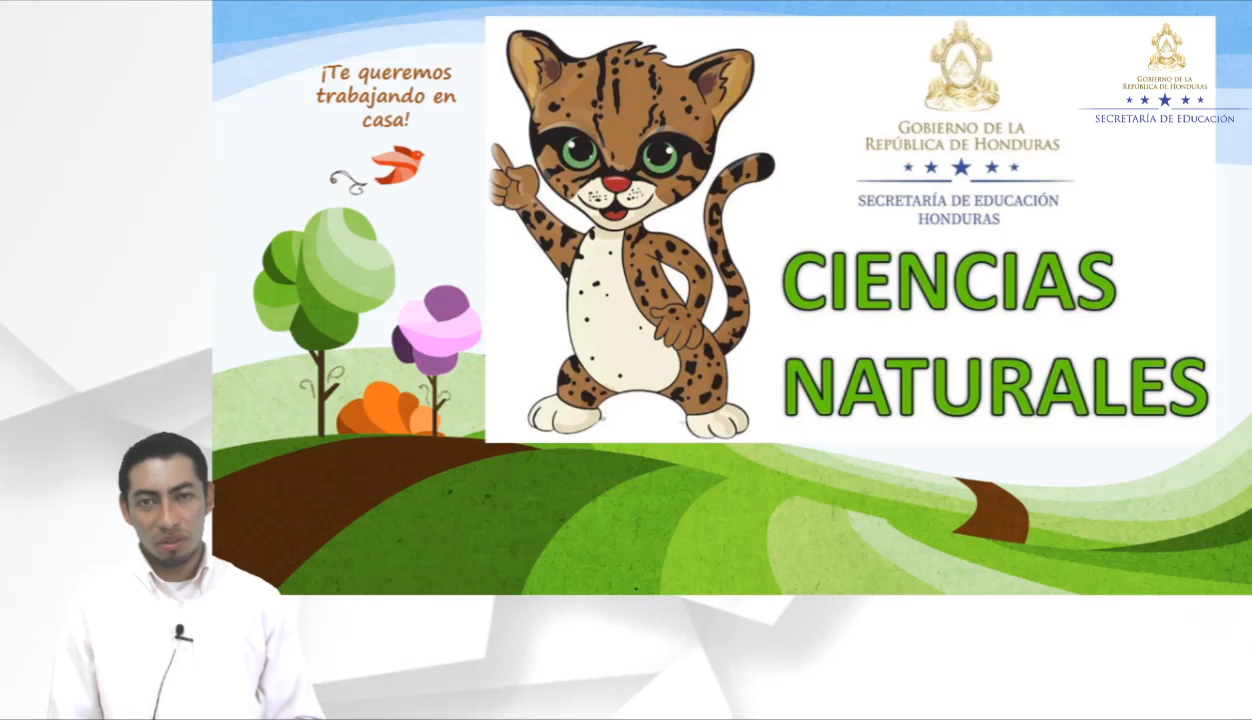 ¡Te queremos
trabajando en
casa!
GOBIERNO DE LA
REPÚBLICA DE HONDURAS
SECRETARÍA DE EDUCACIÓN
HONDURAS
CIENCIAS
NATURALES
GOBIERNO DE LA
REPÚBLICA DE HONDURAS
SECRETARÍA DE EDUCACIÓN